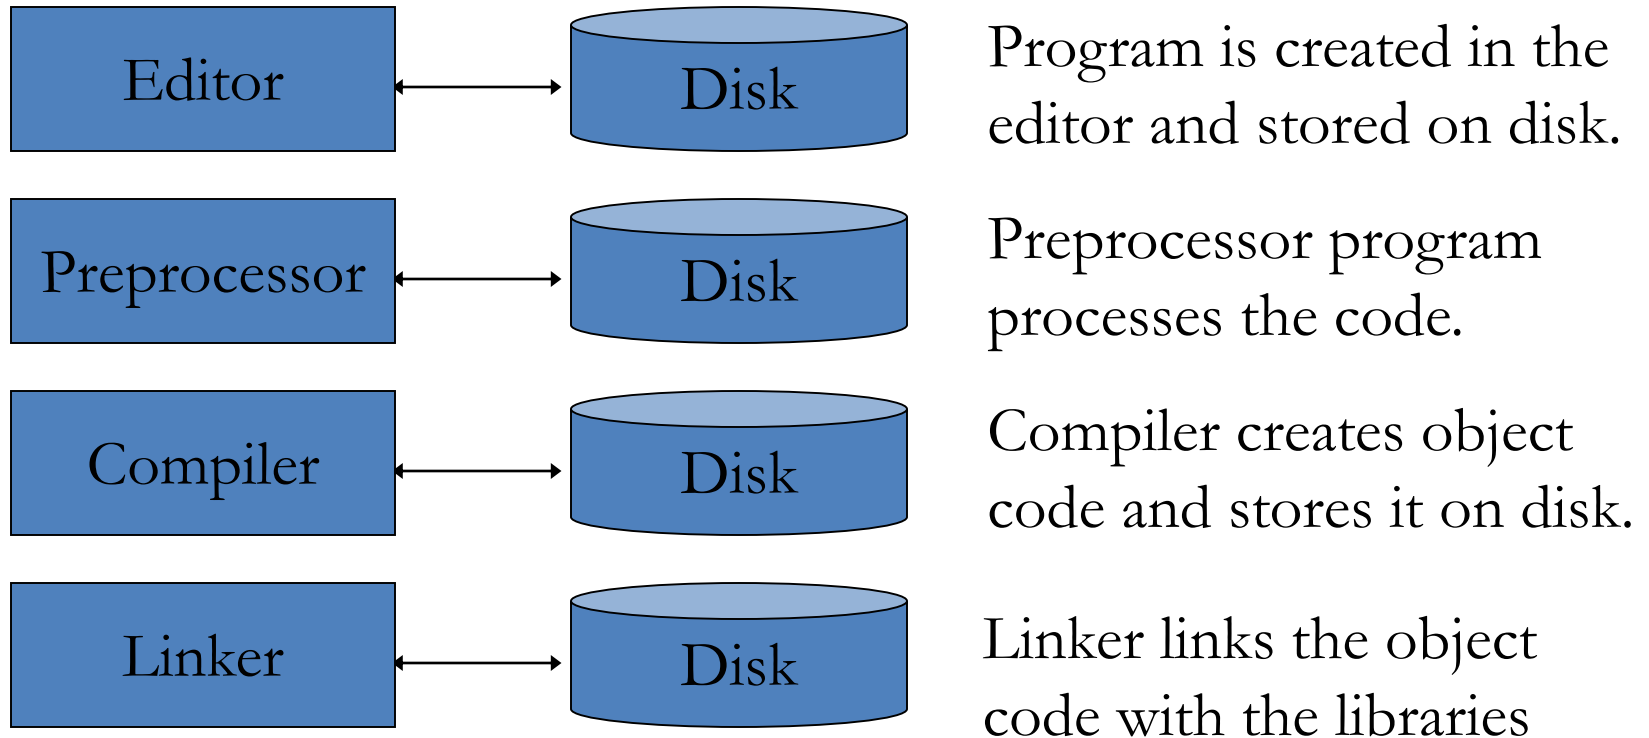 Editor
Disk
Program is created in the
editor and stored on disk.
Preprocessor
Disk
Preprocessor program
processes the code.
Compiler
Disk
Compiler creates object
code and stores it on disk.
Linker
Disk
Linker links the object
code with the libraries